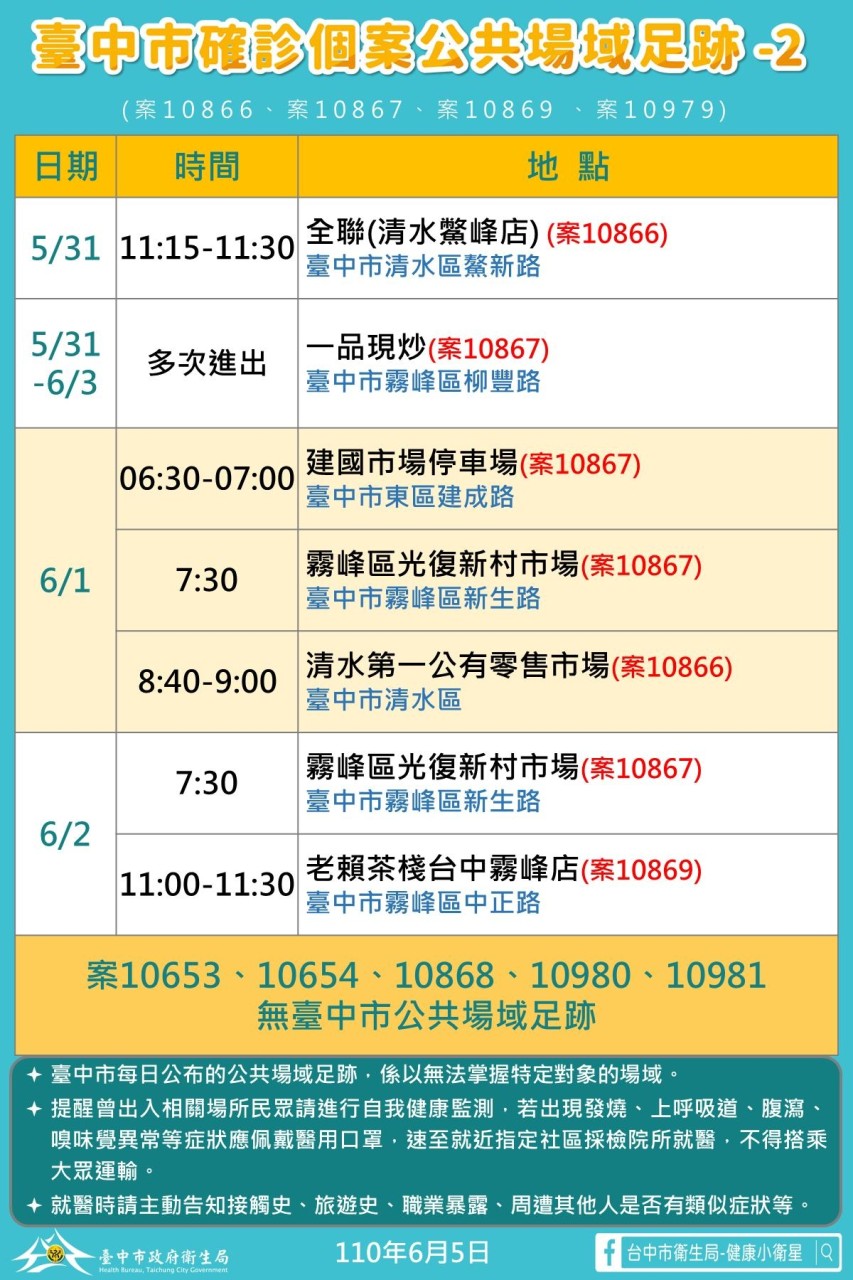 臺中市確診個案公共場域足跡-2
(案10866、案10867、案10869、案10979)
日期 時間 地點
5/31 11:15-11:30 全聯(清水鰲峰店)(案10866)
臺中市清水區鰲新路
5/31
-6/3
多次進出
一品現炒(案10867)
臺中市霧峰區柳豐路
6/1
06:30-07:00 建國市場停車場(案10867)
臺中市東區建成路
7:30 霧峰區光復新村市場(案10867)
臺中市霧峰區新生路
8:40-9:00 清水第一公有零售市場(案10866)
臺中市清水區
6/2
7:30 霧峰區光復新村市場(案10867)
臺中市霧峰區新生路
11:00-11:30 老賴茶棧台中霧峰店(案10869)
臺中市霧峰區中正路
案10653、10654、10868、10980、10981
無臺中市公共場域足跡
臺中市每日公布的公共場域足跡，係以無法掌握特定對象的場域。
提醒曾出入相關場所民眾請進行自我健康監測，若出現發燒、上呼吸道、腹瀉、
嗅味覺異常等症狀應佩戴醫用口罩，速至就近指定社區採檢院所就醫，不得搭乘
大眾運輸。
就醫時請主動告知接觸史、旅遊史、職業暴露、周遭其他人是否有類似症狀等。
臺中市政府衛生局
Health Bureau, Taichung City Government
110年6月5日
f 台中市衛生局-健康小衛星